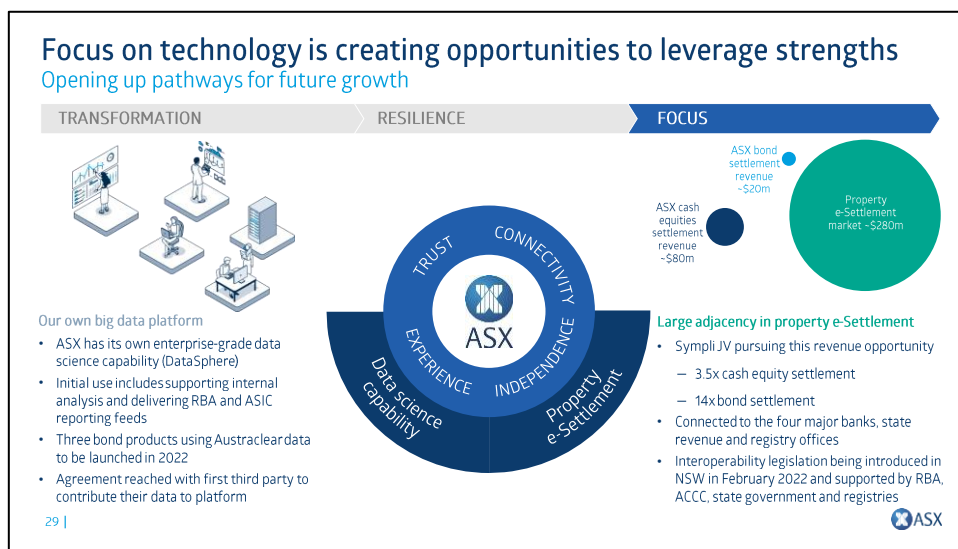 Focus on technology is creating opportunities to leverage strengths
Opening up pathways for future growth
TRANSFORMATION
RESILIENCE
FOCUS
ASX bond
settlement
revenue
~$20m
ASX cash
equities
settlement
revenue
~$80m
Property
e-Settlement
market ~$280m
TRUST
CONNECTIVITY
EXPERIENCE
INDEPENDENCE
ASX
Data science
capability
Property
e-Settlement
Our own big data platform
• ASX has its own enterprise-grade data
science capability (DataSphere)
• Initial use includes supporting internal
analysis and delivering RBA and ASIC
reporting feeds
• Three bond products using Austraclear data
to be launched in 2022
• Agreement reached with first third party to
contribute their data to platform
Large adjacency in property e-Settlement
• Sympli JV pursuing this revenue opportunity
– 3.5x cash equity settlement
– 14x bond settlement
• Connected to the four major banks, state
revenue and registry offices
• Interoperability legislation being introduced in
NSW in February 2022 and supported by RBA,
ACCC, state government and registries
29 |
ASX